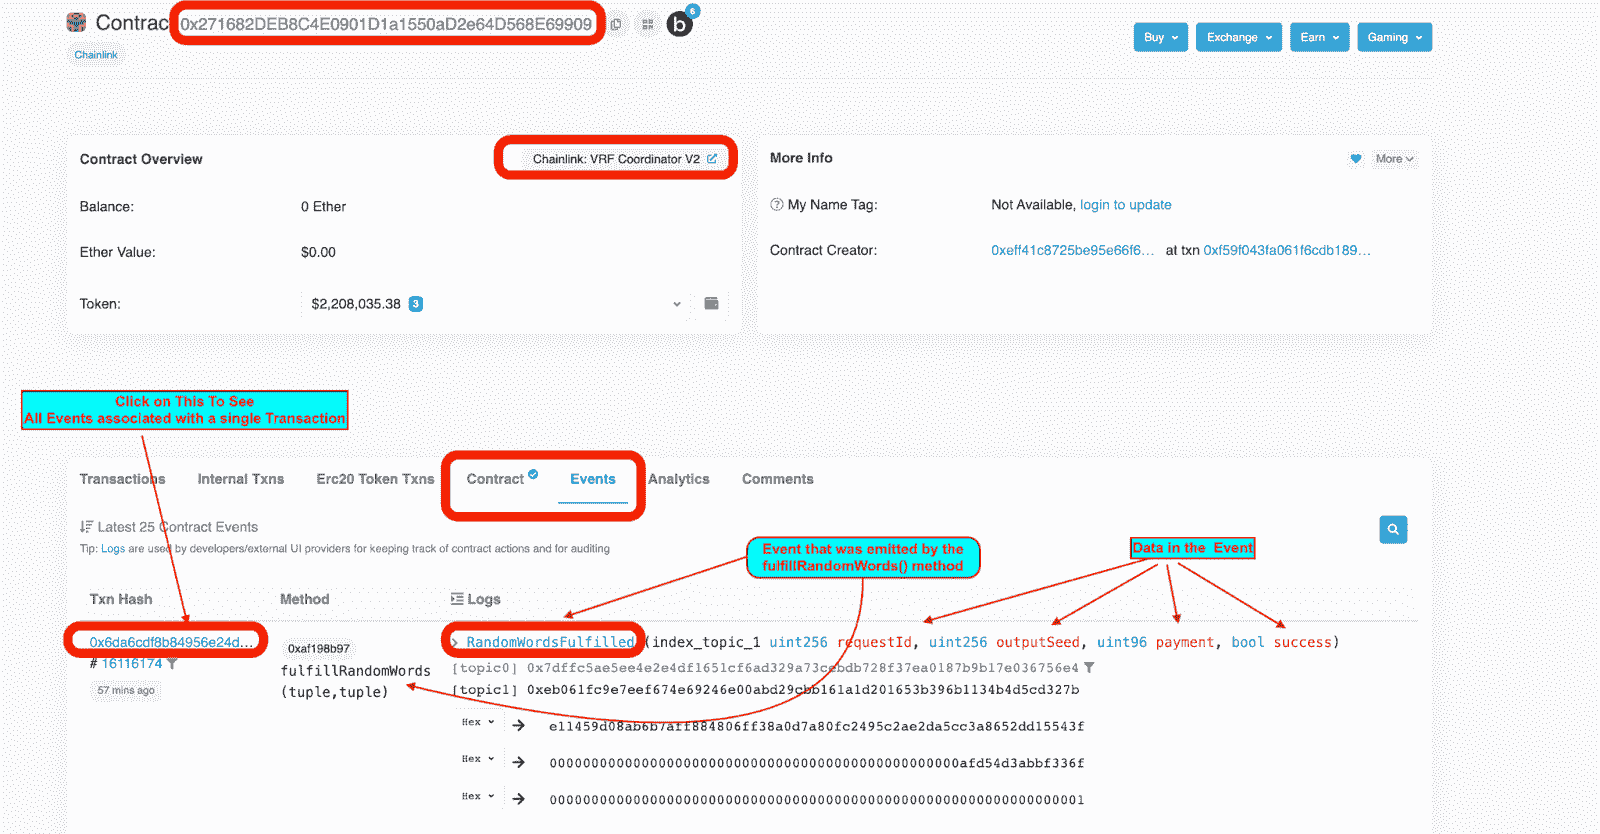 Contract 0x271682DEB8C4E0901D1a1550aD2e64D568E69909 b 6
Buy Exchange Earn Gaming
Chainlink
Contract Overview Chainlink: VRF Coordinator V2
Balance: 0 Ether
Ether Value: $0.00
Token: $2,208,035.38 3
More Info More
? My Name Tag: Not Available, login to update
Contract Creator: 0xeff41c8725be95e66f6... at txn 0xf59f043fa061f6cdb189...
Click on This To See
All Events associated with a single Transaction
Transactions Internal Txns Erc20 Token Txns Contract Events Analytics Comments
Latest 25 Contract Events
Tip: Logs are used by developers/external UI providers for keeping track of contract actions and for auditing
Event that was emitted by the
fulfillRandomWords() method
Data in the Event
Txn Hash Method Logs
0x6da6cdf8b84956e24d...
# 16116174
57 mins ago
0xaf198b97
fulfillRandomWords
(tuple,tuple)
> RandomWordsFulfilled (index_topic_1 uint256 requestId, uint256 outputSeed, uint96 payment, bool success)
[topic0] 0x7dffc5ae5ee4e2e4df1651cf6ad329a73cebdb728f37ea0187b9b17e036756e4
[topic1] 0xeb061fc9e7eef674e69246e00abd29cbb161a1d201653b396b1134b4d5cd327b
Hex → e11459d08ab6b7aff884806ff38a0d7a80fc2495c2ae2da5cc3a8652dd15543f
Hex → 0000000000000000000000000000000000000000000000000afd54d3abbf336f
Hex → 0000000000000000000000000000000000000000000000000000000000000001